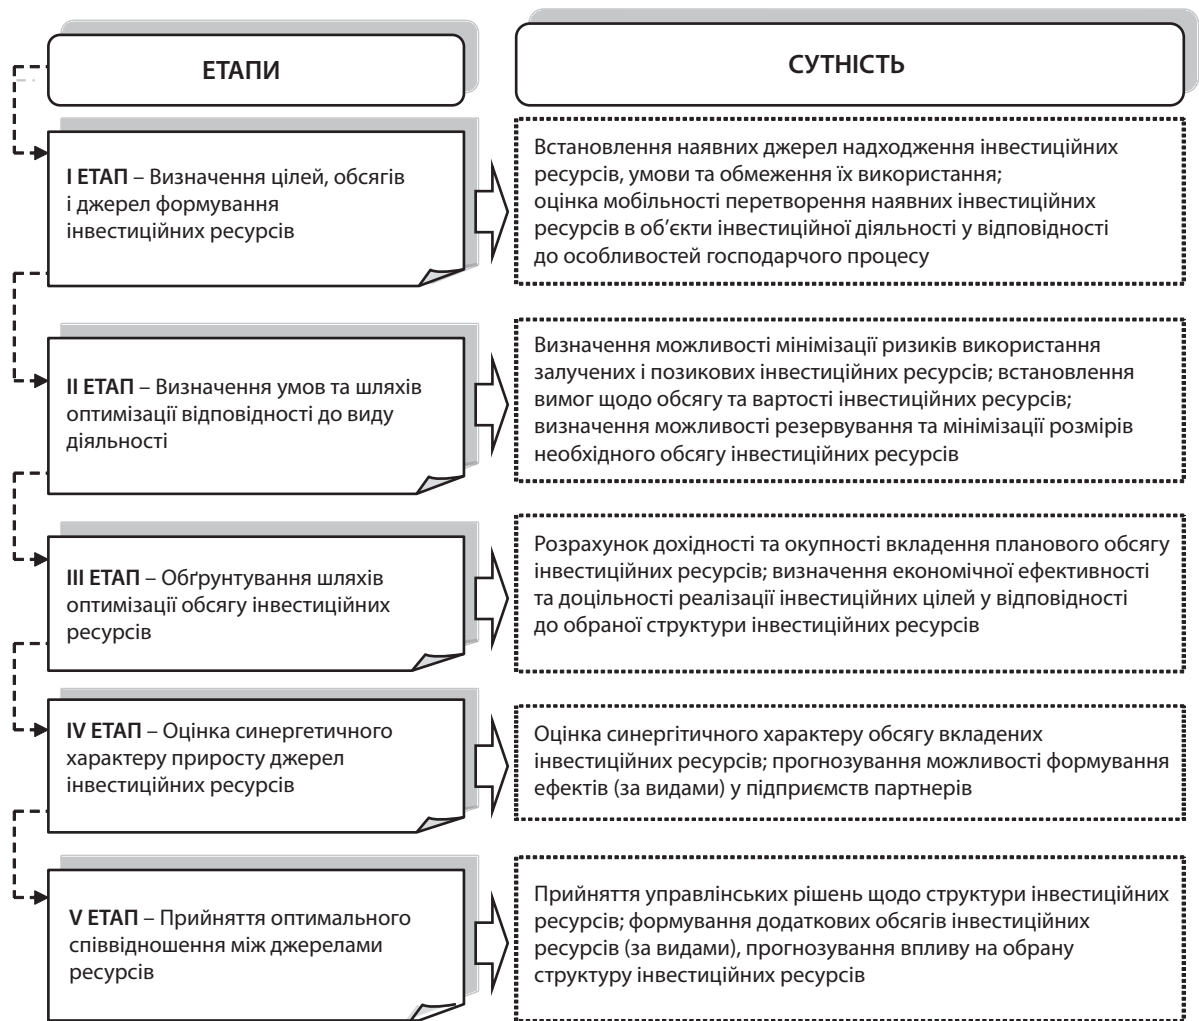 ЕТАПИ
СУТНІСТЬ
І ЕТАП – Визначення цілей, обсягів
і джерел формування
інвестиційних ресурсів
Встановлення наявних джерел надходження інвестиційних
ресурсів, умови та обмеження їх використання;
оцінка мобільності перетворення наявних інвестиційних
ресурсів в об’єкти інвестиційної діяльності у відповідності
до особливостей господарчого процесу
ІІ ЕТАП – Визначення умов та шляхів
оптимізації відповідності до виду
діяльності
Визначення можливості мінімізації ризиків використання
залучених і позикових інвестиційних ресурсів; встановлення
вимог щодо обсягу та вартості інвестиційних ресурсів;
визначення можливості резервування та мінімізації розмірів
необхідного обсягу інвестиційних ресурсів
ІІІ ЕТАП – Обґрунтування шляхів
оптимізації обсягу інвестиційних
ресурсів
Розрахунок дохідності та окупності вкладення планового обсягу
інвестиційних ресурсів; визначення економічної ефективності
та доцільності реалізації інвестиційних цілей у відповідності
до обраної структури інвестиційних ресурсів
IV ЕТАП – Оцінка синергетичного
характеру приросту джерел
інвестиційних ресурсів
Оцінка синергітичного характеру обсягу вкладених
інвестиційних ресурсів; прогнозування можливості формування
ефектів (за видами) у підприємств партнерів
V ЕТАП – Прийняття оптимального
співвідношення між джерелами
ресурсів
Прийняття управлінських рішень щодо структури інвестиційних
ресурсів; формування додаткових обсягів інвестиційних
ресурсів (за видами), прогнозування впливу на обрану
структуру інвестиційних ресурсів